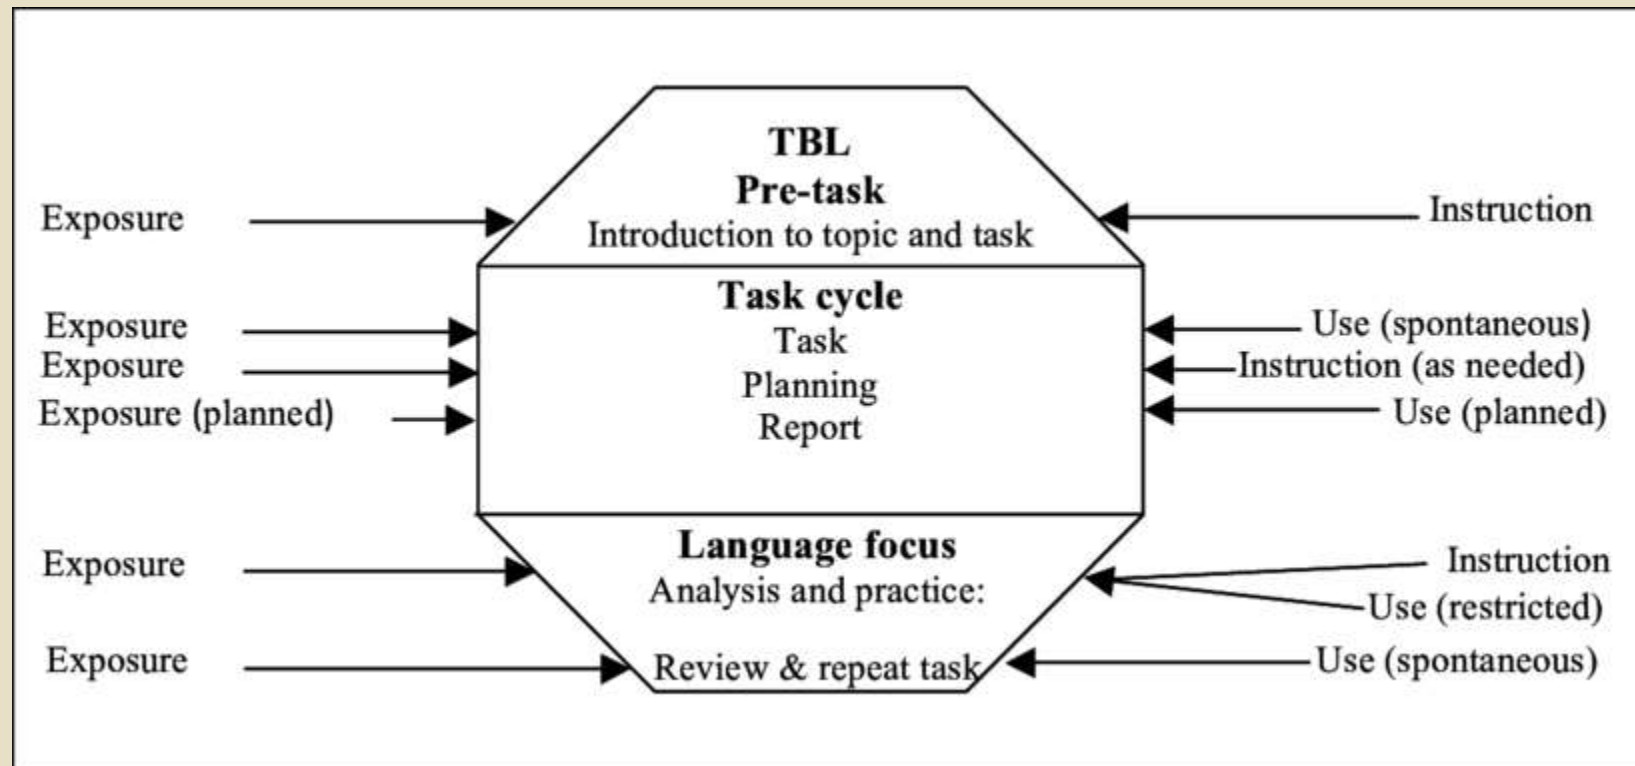 TBL
Pre-task
Exposure
Instruction
Introduction to topic and task
Task cycle
Exposure
Task
Use (spontaneous)
Exposure
Planning
Instruction (as needed)
Exposure (planned)
Report
Use (planned)
Language focus
Exposure
Analysis and practice:
Instruction
Use (restricted)
Exposure
Review & repeat task
Use (spontaneous)